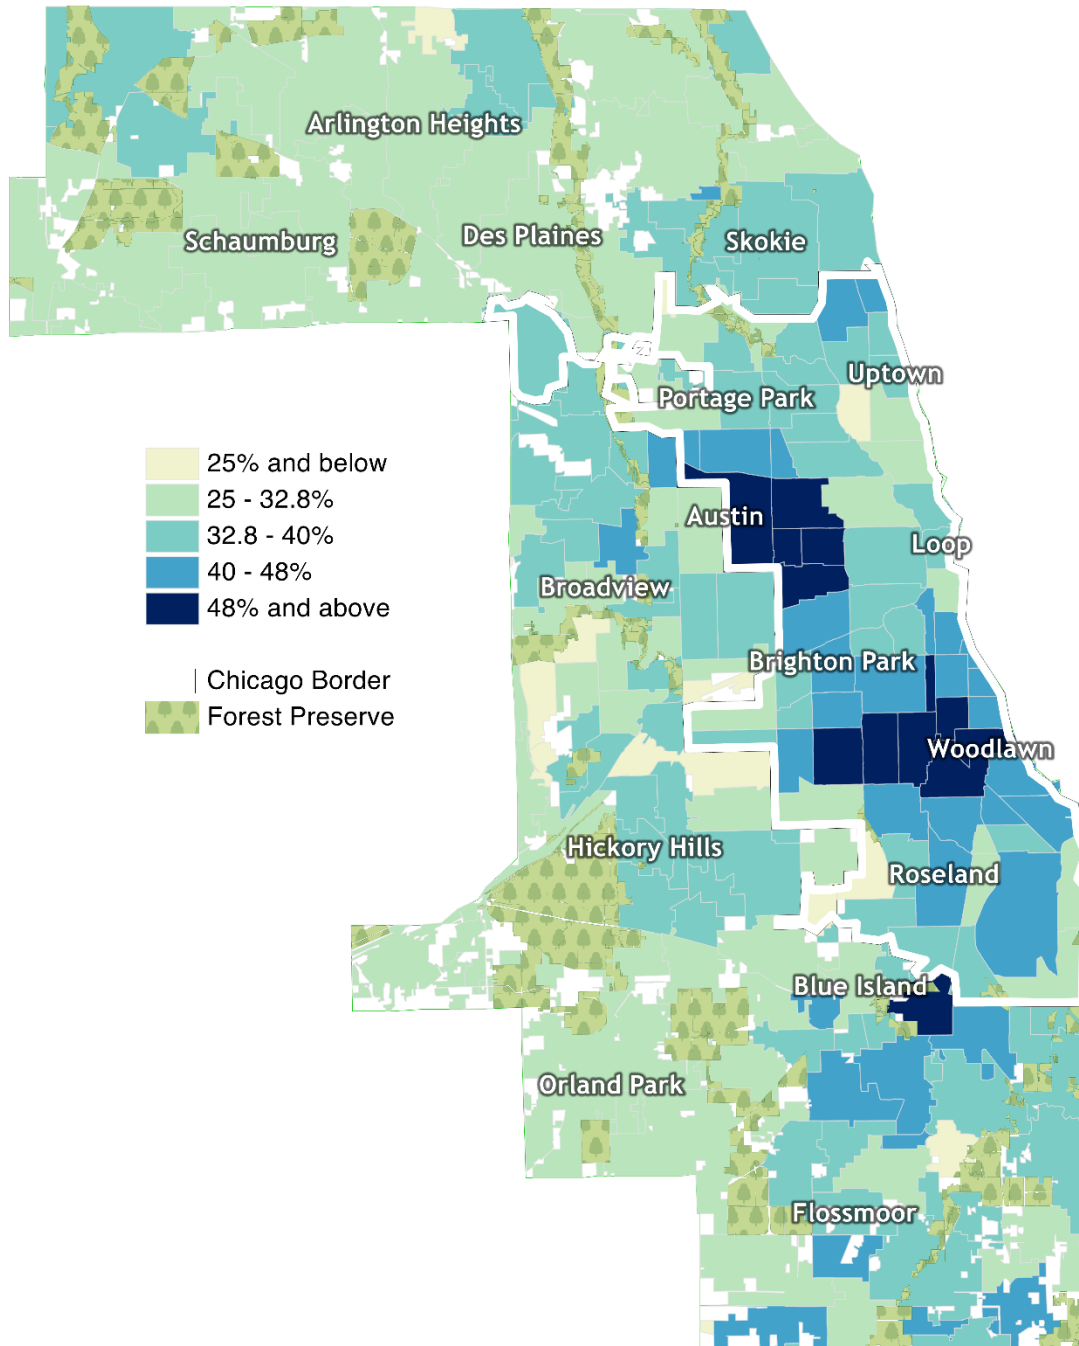 Arlington Heights
Schaumburg
Des Plaines
Skokie
Uptown
Portage Park
25% and below
25 - 32.8%
32.8 - 40%
40 - 48%
48% and above
Chicago Border
Forest Preserve
Austin
Loop
Broadview
Brighton Park
Woodlawn
Hickory Hills
Roseland
Blue Island
Orland Park
Flossmoor